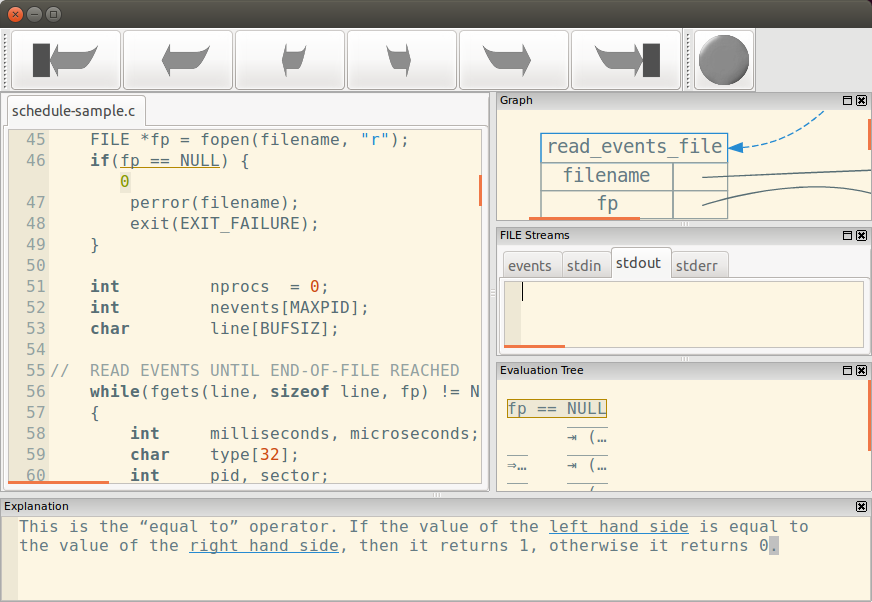 schedule-sample.c
45 FILE *fp = fopen(filename, "r");
46 if(fp == NULL) {
0
47 perror(filename);
48 exit(EXIT_FAILURE);
49 }
50
51 int nprocs = 0;
52 int nevents[MAXPID];
53 char line[BUFSIZ];
54
55 // READ EVENTS UNTIL END-OF-FILE REACHED
56 while(fgets(line, sizeof line, fp) != N
57 {
58 int milliseconds, microseconds;
59 char type[32];
60 int pid, sector;
Graph
read_events_file
filename
fp
FILE Streams
events stdin stdout stderr
Evaluation Tree
fp == NULL
⇥ (…
⇒… ⇥ (…
Explanation
This is the “equal to” operator. If the value of the left hand side is equal to
the value of the right hand side, then it returns 1, otherwise it returns 0.